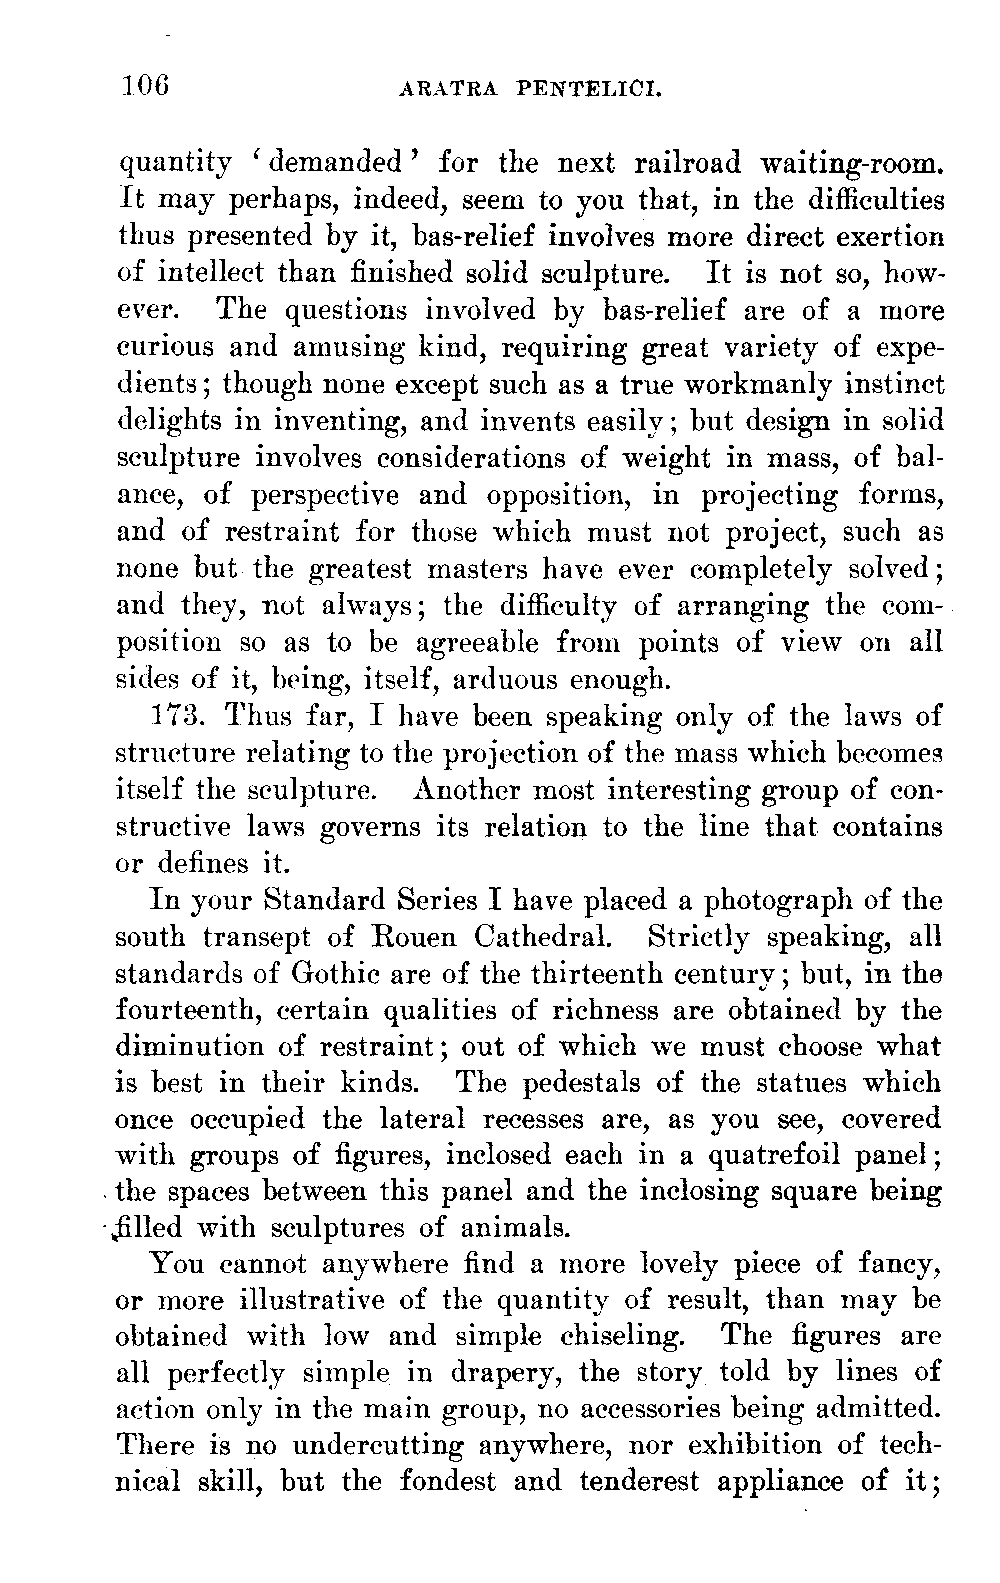 106 ARATRA PENTELICI.
quantity ‘demanded’ for the next railroad waiting-room.
It may perhaps, indeed, seem to you that, in the difficulties
thus presented by it, bas-relief involves more direct exertion
of intellect than finished solid sculpture. It is not so, how-
ever. The questions involved by bas-relief are of a more
curious and amusing kind, requiring great variety of expe-
dients; though none except such as a true workmanly instinct
delights in inventing, and invents easily; but design in solid
sculpture involves considerations of weight in mass, of bal-
ance, of perspective and opposition, in projecting forms,
and of restraint for those which must not project, such as
none but the greatest masters have ever completely solved;
and they, not always; the difficulty of arranging the com-
position so as to be agreeable from points of view on all
sides of it, being, itself, arduous enough.
173. Thus far, I have been speaking only of the laws of
structure relating to the projection of the mass which becomes
itself the sculpture. Another most interesting group of con-
structive laws governs its relation to the line that contains
or defines it.
In your Standard Series I have placed a photograph of the
south transept of Rouen Cathedral. Strictly speaking, all
standards of Gothic are of the thirteenth century; but, in the
fourteenth, certain qualities of richness are obtained by the
diminution of restraint; out of which we must choose what
is best in their kinds. The pedestals of the statues which
once occupied the lateral recesses are, as you see, covered
with groups of figures, inclosed each in a quatrefoil panel;
the spaces between this panel and the inclosing square being
filled with sculptures of animals.
You cannot anywhere find a more lovely piece of fancy,
or more illustrative of the quantity of result, than may be
obtained with low and simple chiseling. The figures are
all perfectly simple in drapery, the story told by lines of
action only in the main group, no accessories being admitted.
There is no undercutting anywhere, nor exhibition of tech-
nical skill, but the fondest and tenderest appliance of it;